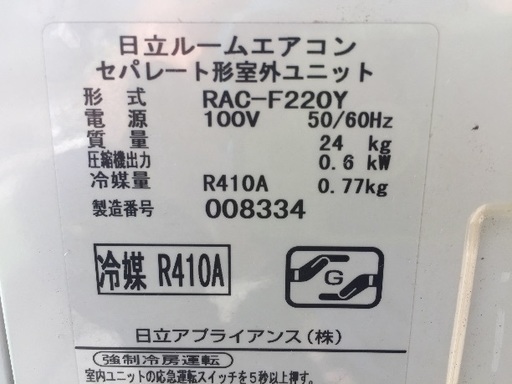 日立ルームエアコン
セパレート形室外ユニット
形式 RAC-F220Y
電源 100V 50/60Hz
質量 24 kg
圧縮機出力 0.6 kW
冷媒量 R410A 0.77kg
製造番号 008334
冷媒 R410A
G
日立アプライアンス(株)
強制冷房運転
室内ユニットの応急運転スイッチを5秒以上押す。